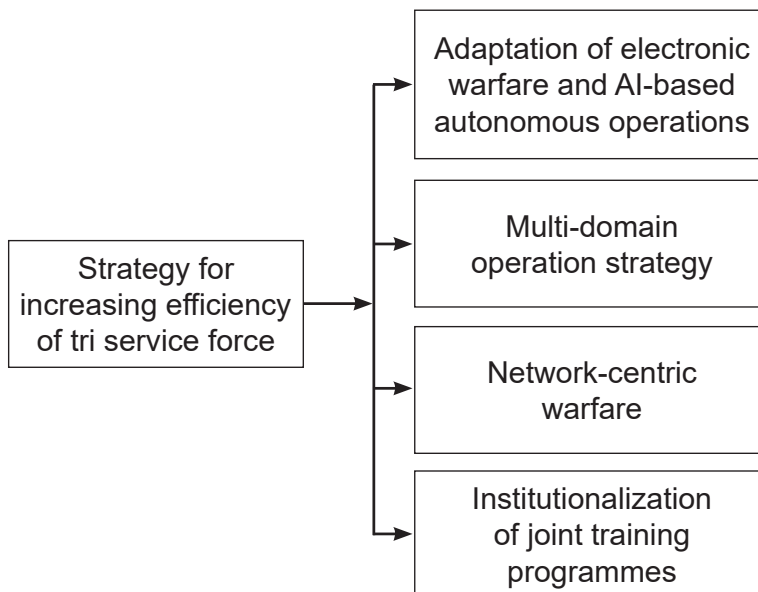 Strategy for
increasing efficiency
of tri service force
Adaptation of electronic
warfare and AI-based
autonomous operations
Multi-domain
operation strategy
Network-centric
warfare
Institutionalization
of joint training
programmes